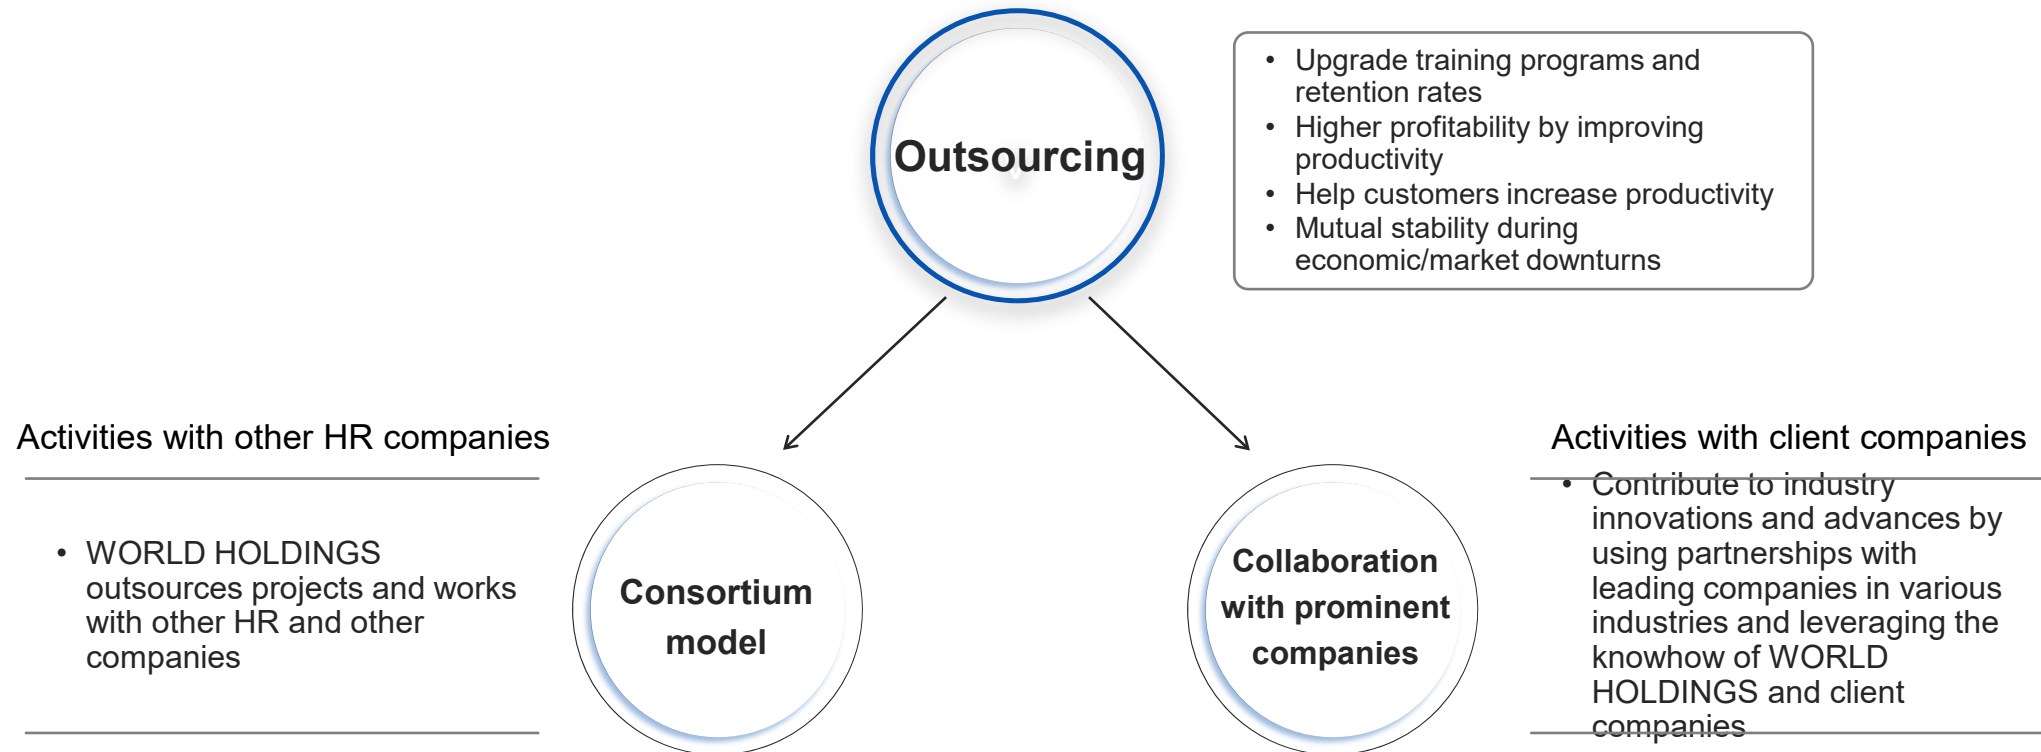 Outsourcing
• Upgrade training programs and
retention rates
• Higher profitability by improving
productivity
• Help customers increase productivity
• Mutual stability during
economic/market downturns
Activities with other HR companies
• WORLD HOLDINGS
outsources projects and works
with other HR and other
companies
Consortium
model
Collaboration
with prominent
companies
Activities with client companies
• Contribute to industry
innovations and advances by
using partnerships with
leading companies in various
industries and leveraging the
knowhow of WORLD
HOLDINGS and client
companies